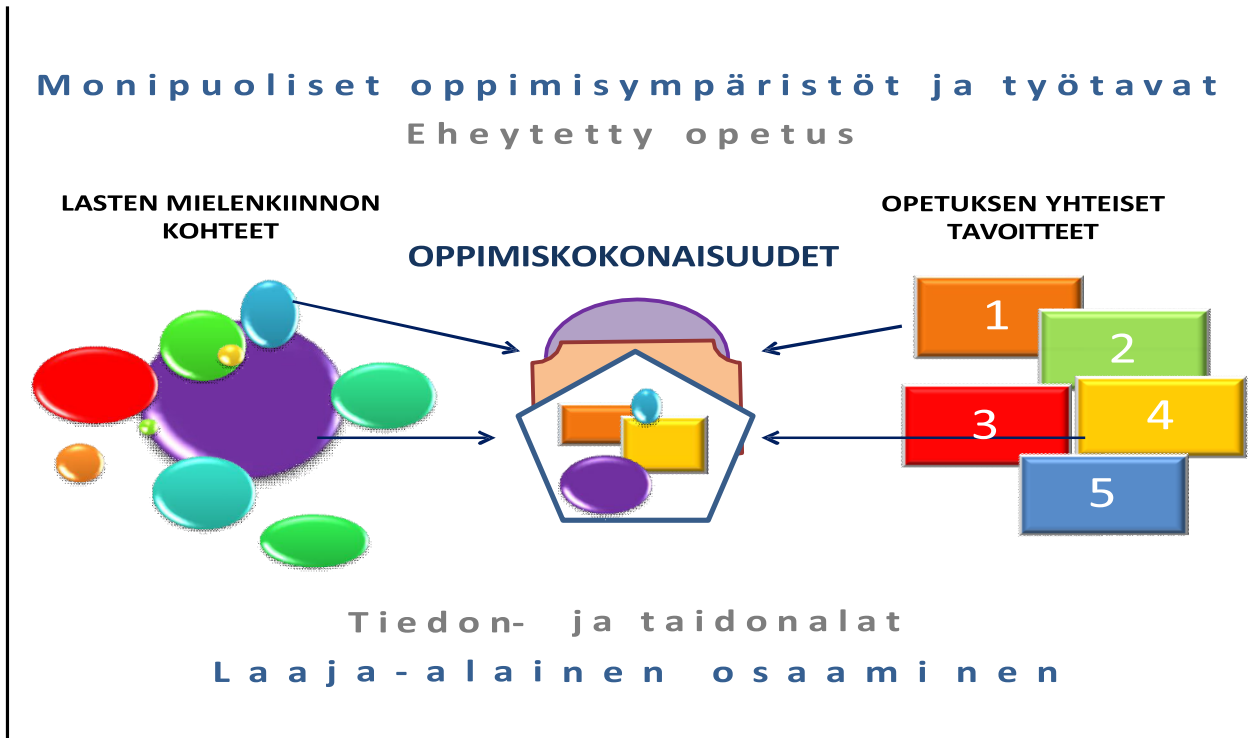 Monipuoliset oppimisympäristöt ja työtavat
Eheytetty opetus
LASTEN MIELENKIINNON
KOHTEET
OPPIMISKOKONAISUUDET
OPETUKSEN YHTEISET
TAVOITTEET
1
2
3
4
5
Tiedon- ja taidonalat
Laaja-alainen osaaminen